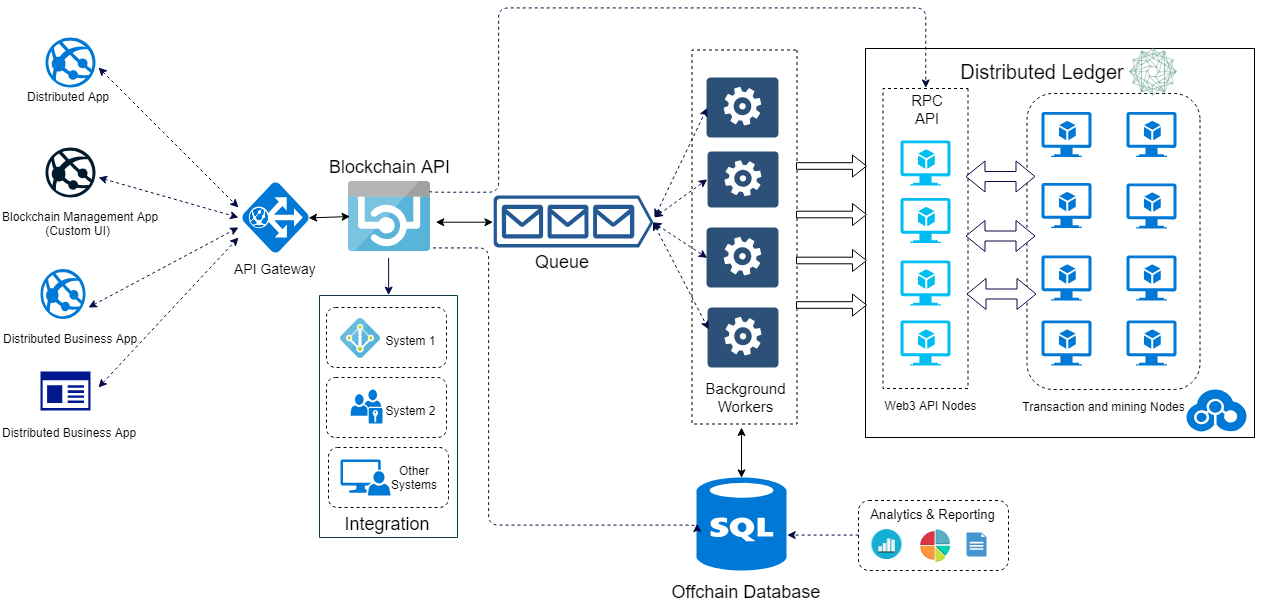 Distributed App
Blockchain Management App
(Custom UI)
Distributed Business App
Distributed Business App
API Gateway
Blockchain API
System 1
System 2
Other
Systems
Integration
Queue
Background
Workers
SQL
Offchain Database
Analytics & Reporting
Distributed Ledger
RPC
API
Web3 API Nodes
Transaction and mining Nodes